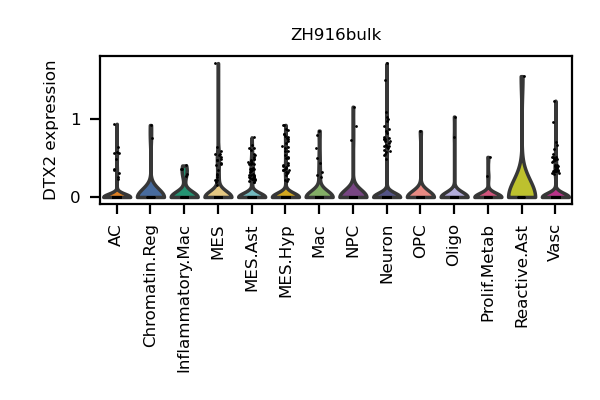 ZH916bulk
DTX2 expression
1
0
AC
Chromatin.Reg
Inflammatory.Mac
MES
MES.Ast
MES.Hyp
Mac
NPC
Neuron
OPC
Oligo
Prolif.Metab
Reactive.Ast
Vasc